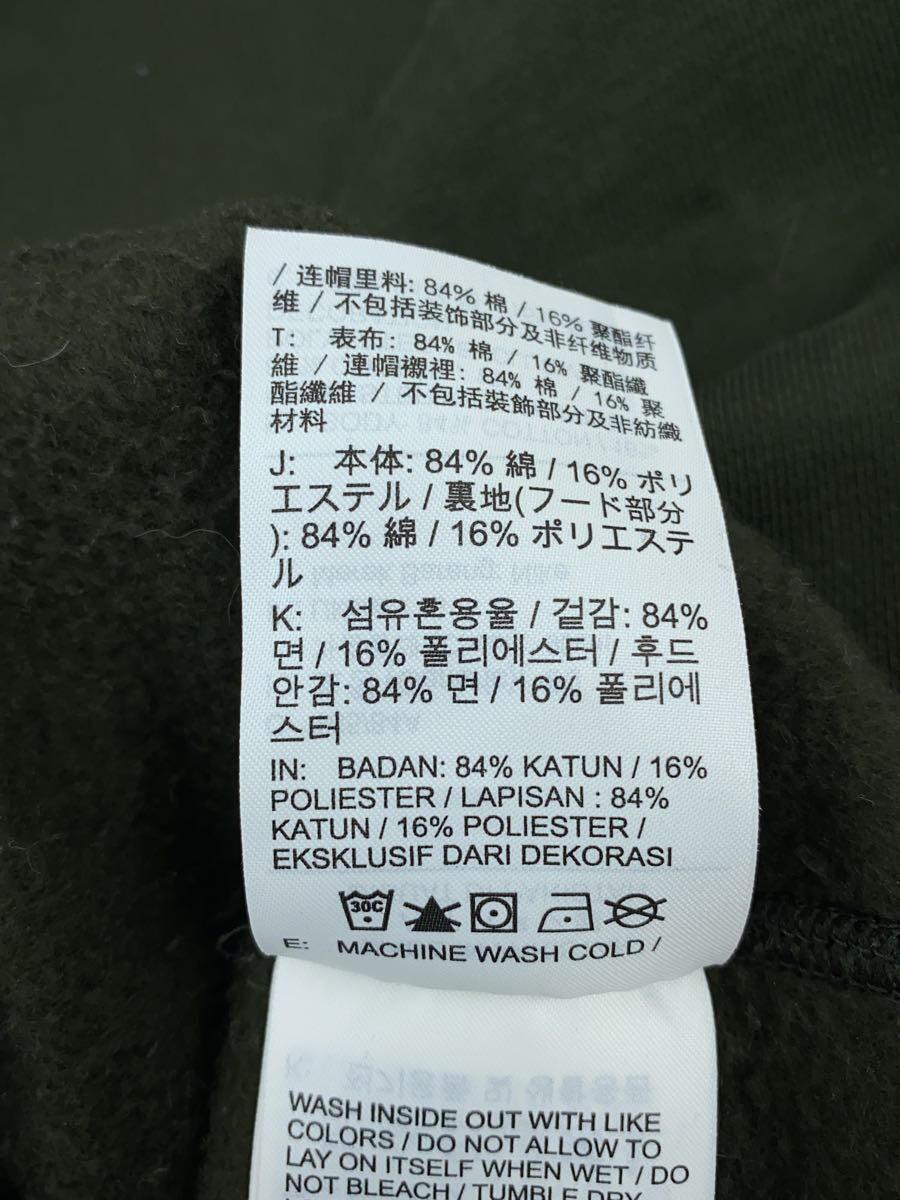 / 连帽里料: 84% 棉 / 16% 聚酯纤
维 / 不包括装饰部分及非纤维物质
T: 表布: 84% 棉 / 16% 聚酯纖
維 / 連帽襯裡: 84% 棉 / 16% 聚
酯纖維 / 不包括裝飾部分及非紡織
材料
J: 本体: 84% 綿 / 16% ポリ
エステル / 裏地(フード部分
): 84% 綿 / 16% ポリエステ
ル
K: 섬유혼용율 / 겉감: 84%
면 / 16% 폴리에스터 / 후드
안감: 84% 면 / 16% 폴리에
스터
IN: BADAN: 84% KATUN / 16%
POLIESTER / LAPISAN : 84%
KATUN / 16% POLIESTER /
EKSKLUSIF DARI DEKORASI
30C
E: MACHINE WASH COLD /
WASH INSIDE OUT WITH LIKE
COLORS / DO NOT ALLOW TO
LAY ON ITSELF WHEN WET / DO
NOT BLEACH / TUMBLE DRY